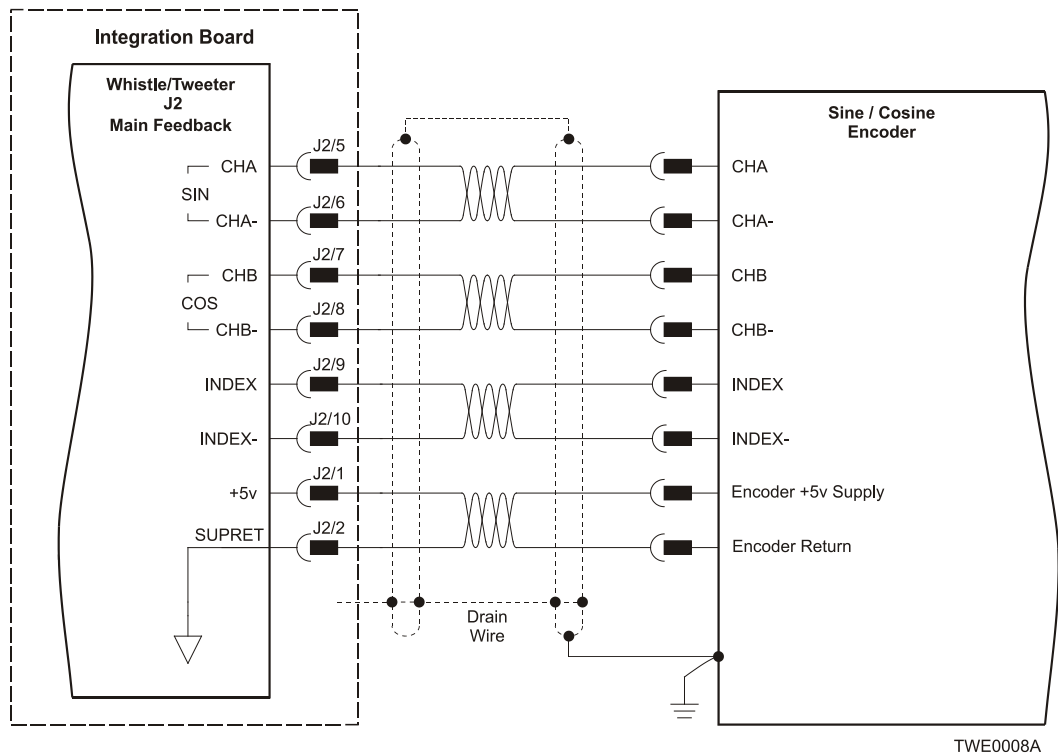 Integration Board
Whistle/Tweeter
J2
Main Feedback
Sine / Cosine
Encoder
CHA
J2/5
CHA
SIN
CHA-
J2/6
CHA-
CHB
J2/7
CHB
COS
CHB-
J2/8
CHB-
INDEX
J2/9
INDEX
INDEX-
J2/10
INDEX-
+5v
J2/1
Encoder +5v Supply
SUPRET
J2/2
Encoder Return
Drain
Wire
TWE0008A